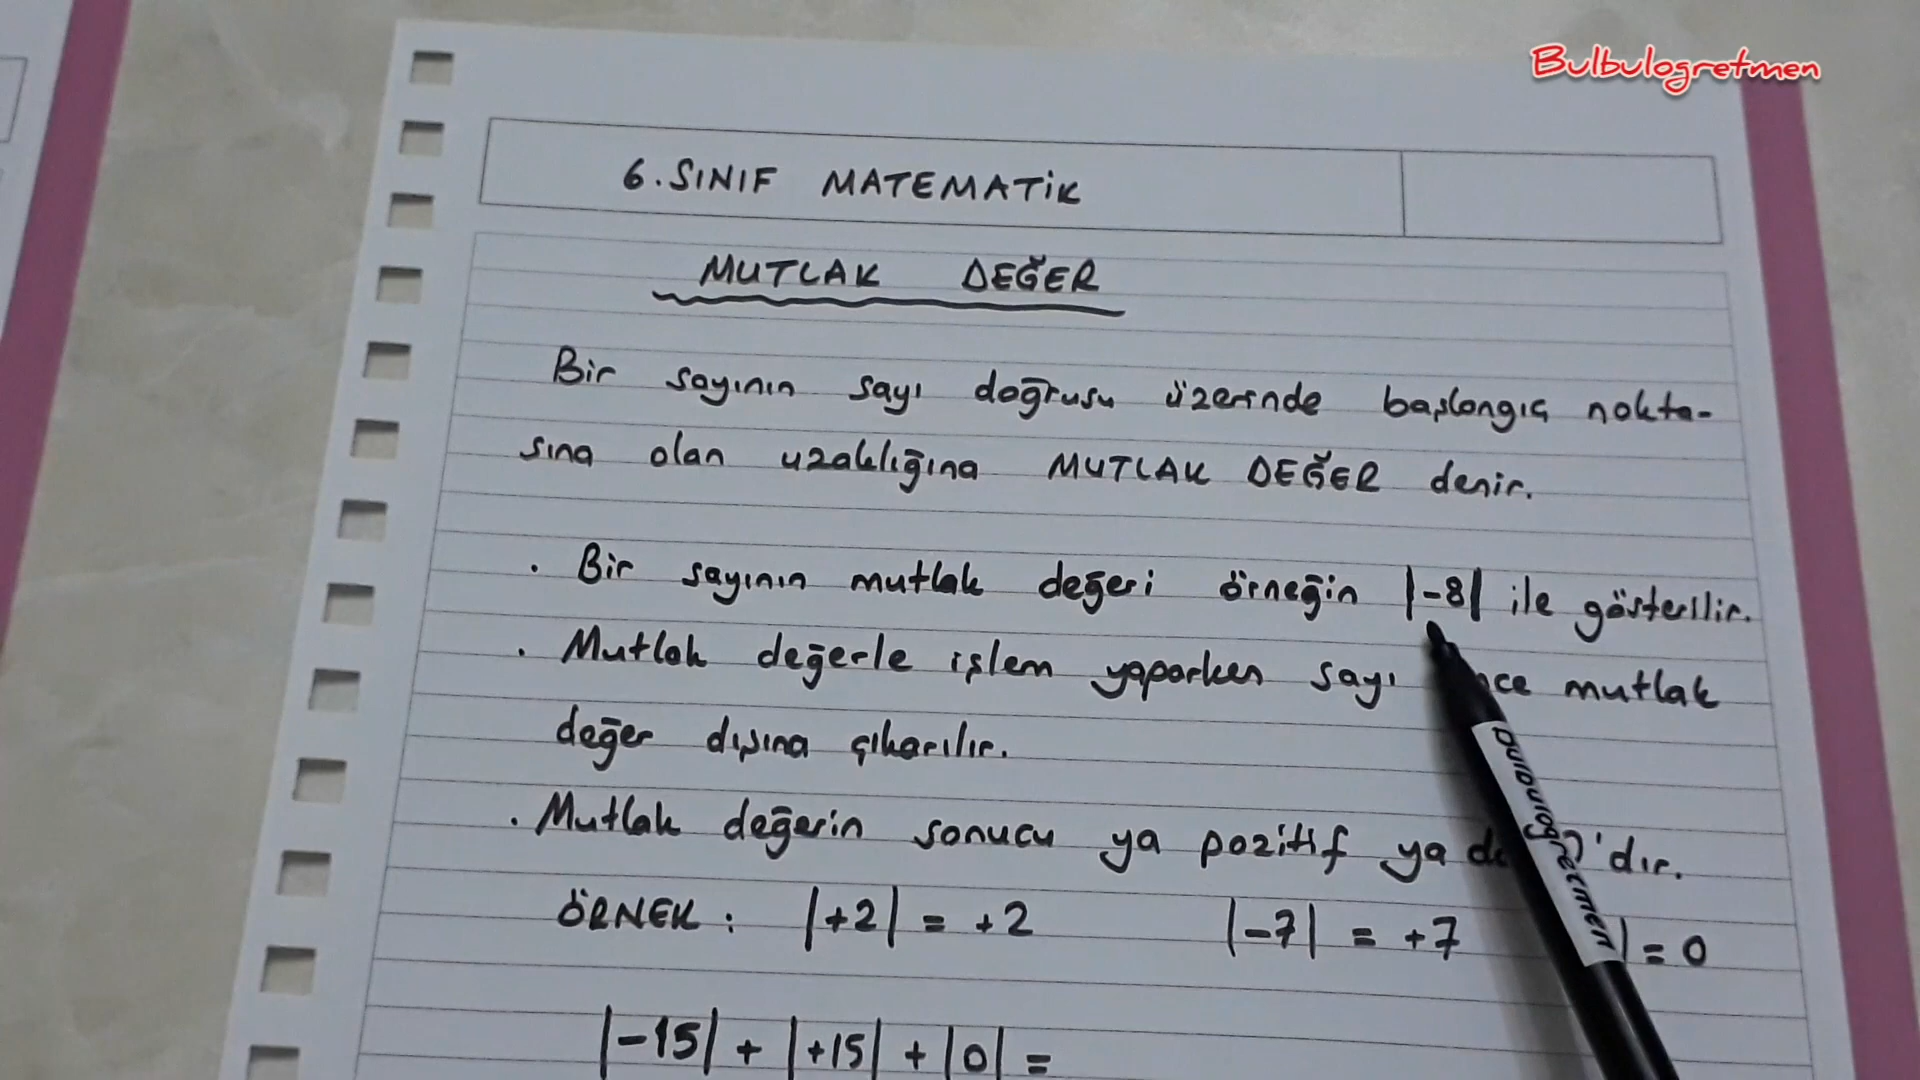 Bulbulogretmen
6.SINIF MATEMATİK
MUTLAK DEĞER
Bir sayının sayı doğrusu üzerinde başlangıç nokta-
sına olan uzaklığına MUTLAK DEĞER denir.
. Bir sayının mutlak değeri örneğin |-8| ile gösterilir.
. Mutlak değerle işlem yaparken sayı mutlak
değer dışına çıkarılır.
. Mutlak değerin sonucu ya pozitif ya 'dır.
ÖRNEK : |+2| = +2 |-7| = +7 | = 0
|-15| + |+15| + |0| =
bulbulogretmen